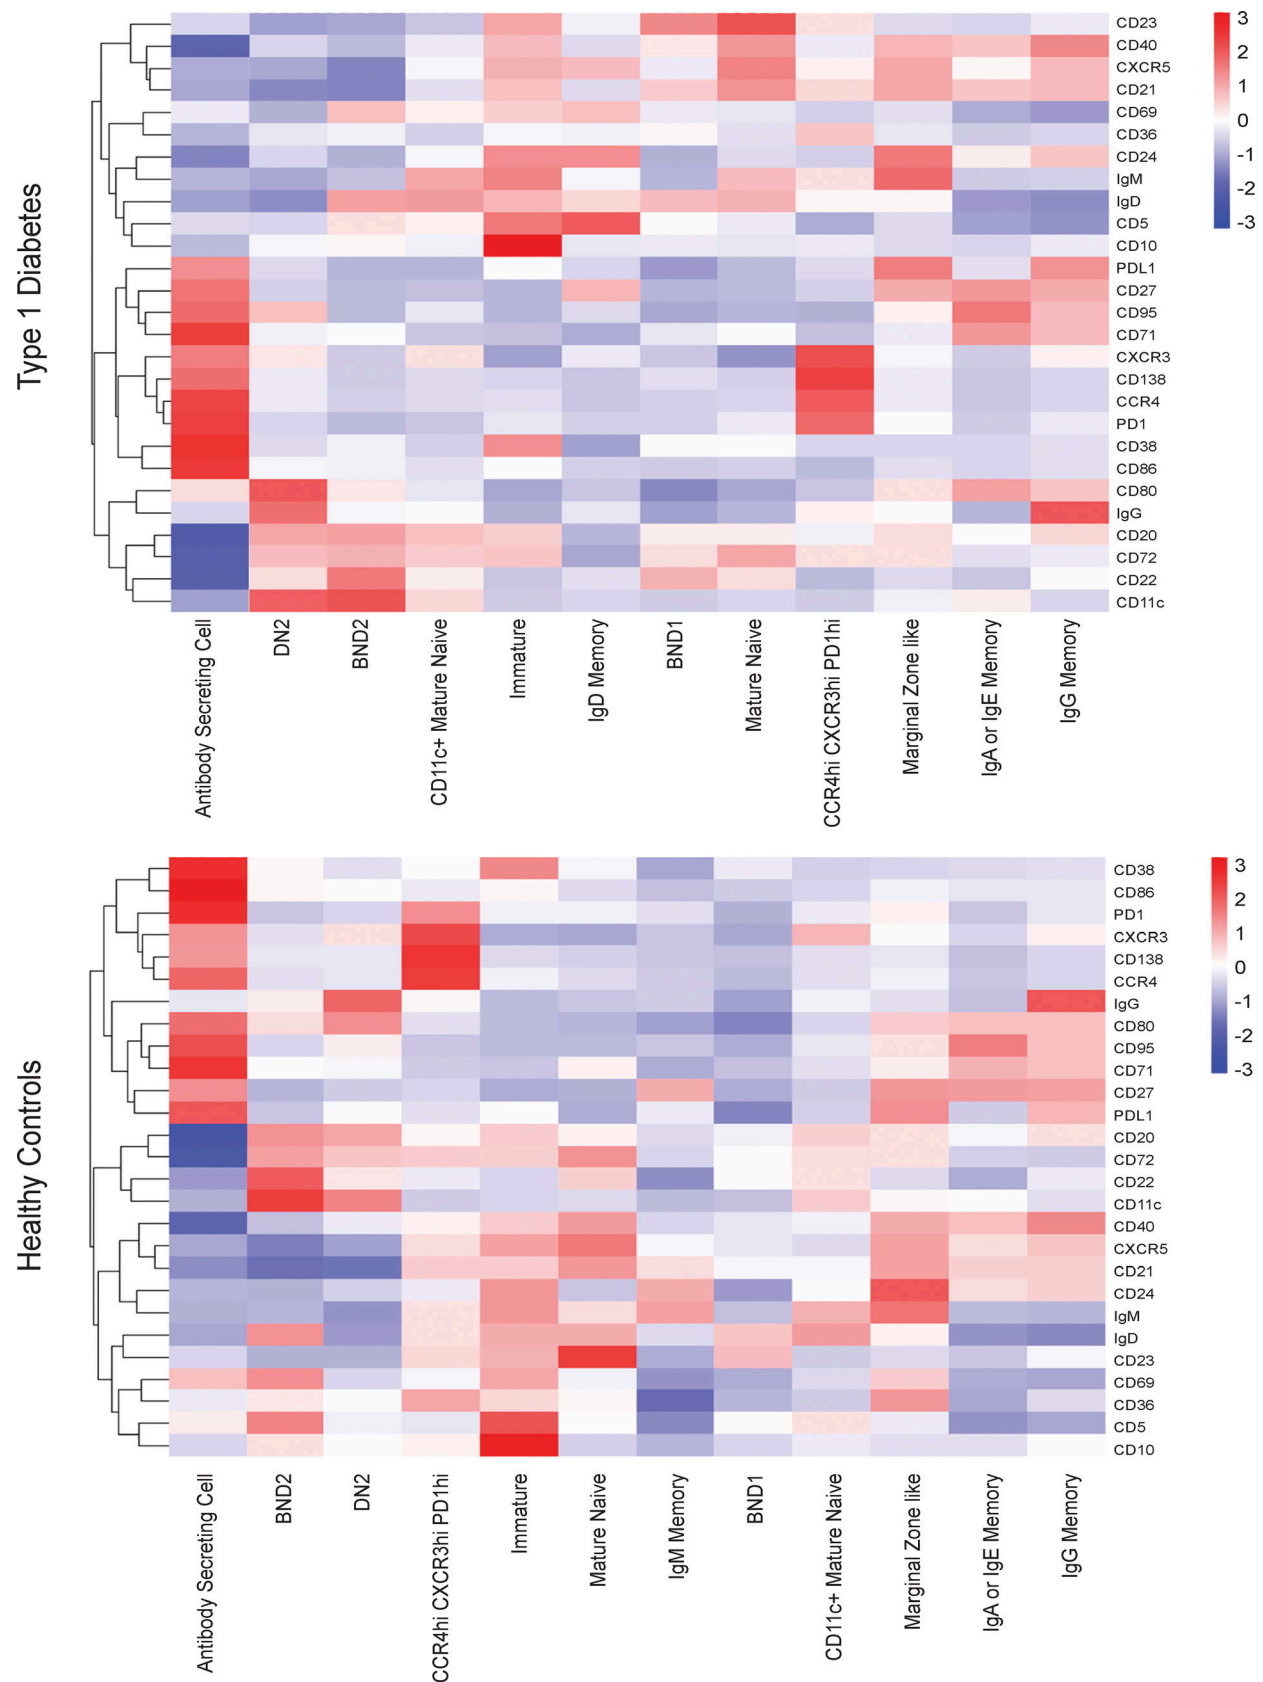 Type 1 Diabetes
CD23
CD40
CXCR5
CD21
CD69
CD36
CD24
IgM
IgD
CD5
CD10
PDL1
CD27
CD95
CD71
CXCR3
CD138
CCR4
PD1
CD38
CD86
CD80
IgG
CD20
CD72
CD22
CD11c
3
2
1
0
-1
-2
-3
Antibody Secreting Cell
DN2
BND2
CD11c+ Mature Naive
Immature
IgD Memory
BND1
Mature Naive
CCR4hi CXCR3hi PD1hi
Marginal Zone like
IgA or IgE Memory
IgG Memory
Healthy Controls
CD38
CD86
PD1
CXCR3
CD138
CCR4
IgG
CD80
CD95
CD71
CD27
PDL1
CD20
CD72
CD22
CD11c
CD40
CXCR5
CD21
CD24
IgM
IgD
CD23
CD69
CD36
CD5
CD10
3
2
1
0
-1
-2
-3
Antibody Secreting Cell
BND2
DN2
CCR4hi CXCR3hi PD1hi
Immature
Mature Naive
IgM Memory
BND1
CD11c+ Mature Naive
Marginal Zone like
IgA or IgE Memory
IgG Memory